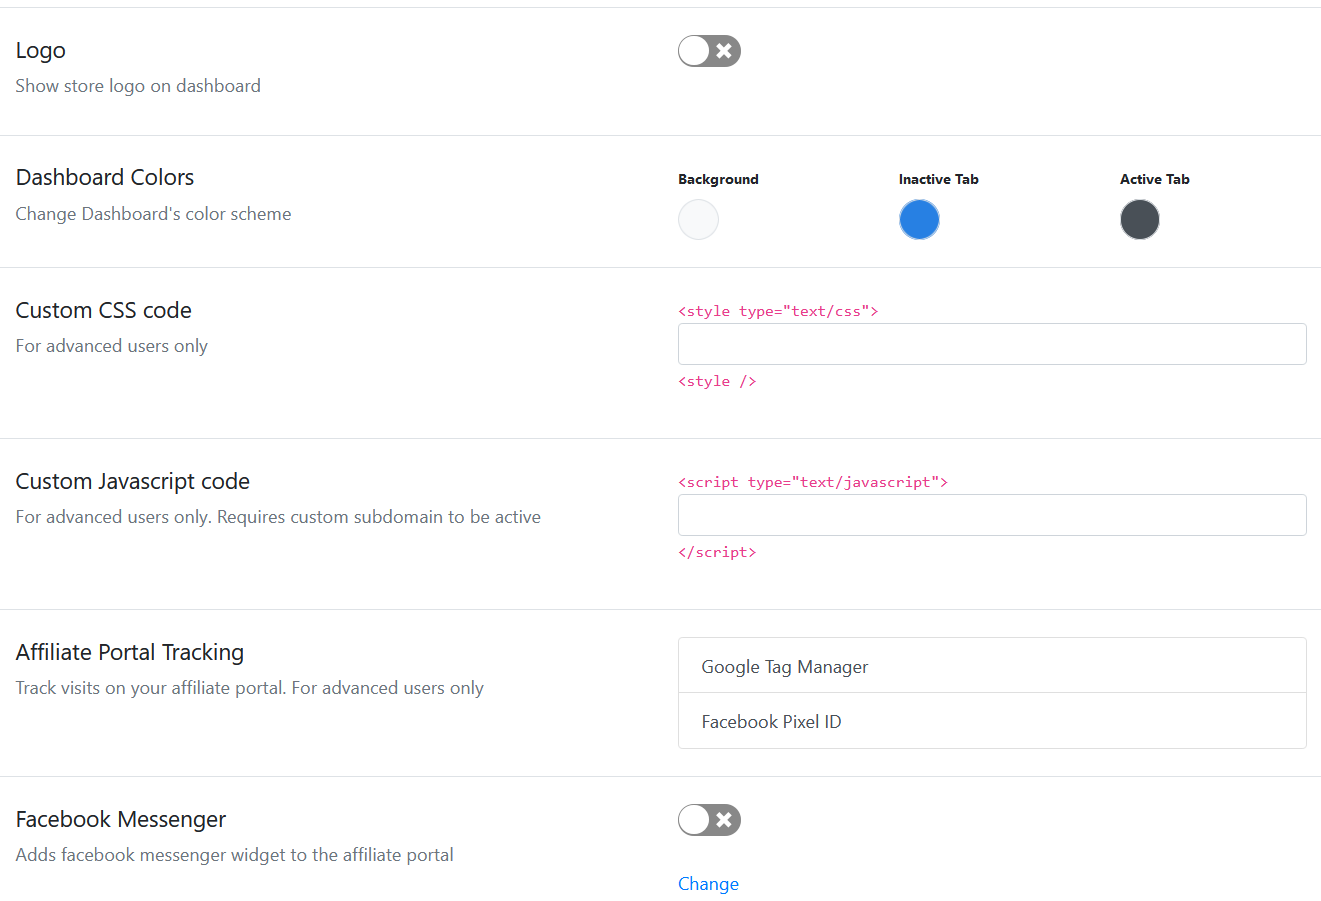 Logo
Show store logo on dashboard
Dashboard Colors
Change Dashboard's color scheme
Background
Inactive Tab
Active Tab
Custom CSS code
For advanced users only
<style type="text/css">
<style />
Custom Javascript code
For advanced users only. Requires custom subdomain to be active
<script type="text/javascript">
</script>
Affiliate Portal Tracking
Track visits on your affiliate portal. For advanced users only
Google Tag Manager
Facebook Pixel ID
Facebook Messenger
Adds facebook messenger widget to the affiliate portal
Change